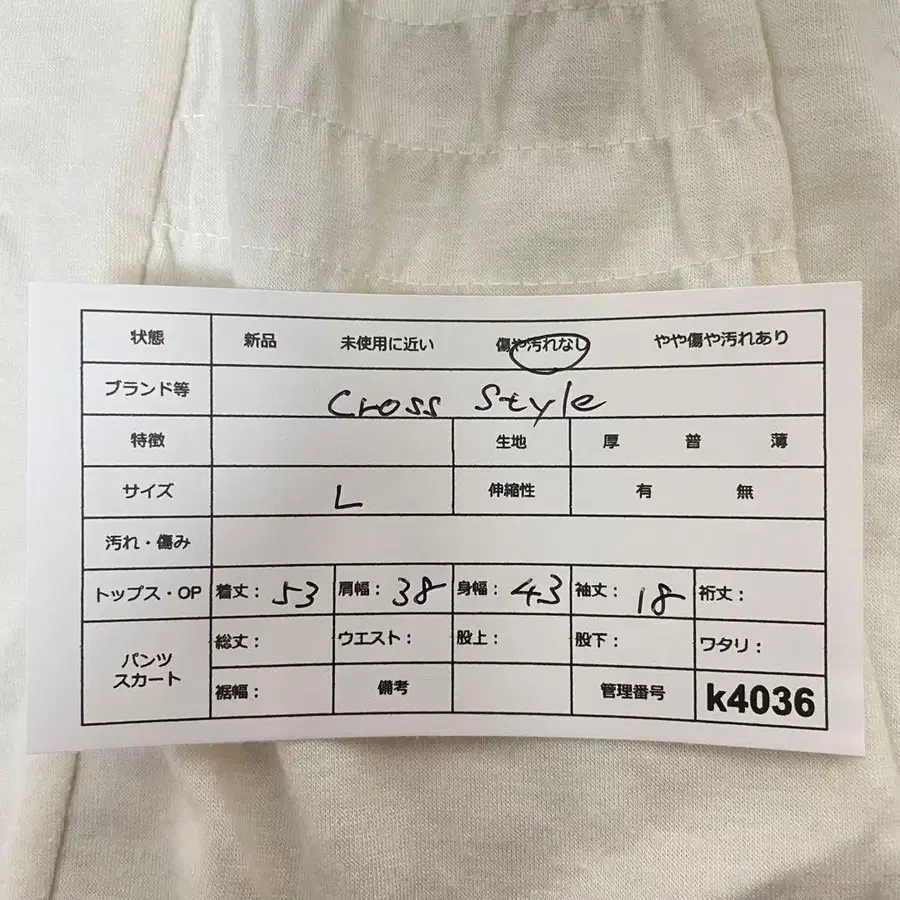 状態 新品 未使用に近い 傷や汚れなし やや傷や汚れあり
ブランド等 Cross Style
特徴 生地 厚 普 薄
サイズ L 伸縮性 有 無
汚れ・傷み
トップス・OP 着丈: 53 肩幅: 38 身幅: 43 袖丈: 18 裄丈:
パンツ スカート 総丈: ウエスト: 股上: 股下: ワタリ:
裾幅: 備考 管理番号 k4036